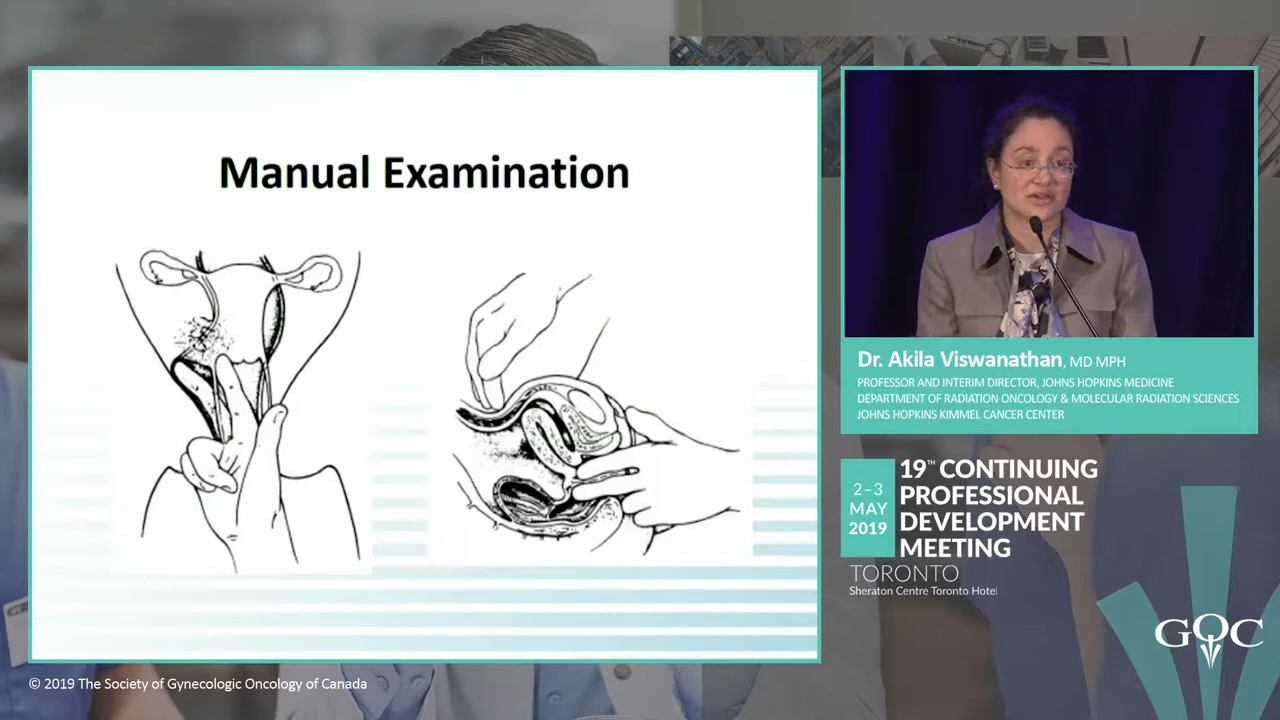 Manual Examination
Dr. Akila Viswanathan, MD MPH
PROFESSOR AND INTERIM DIRECTOR, JOHNS HOPKINS MEDICINE
DEPARTMENT OF RADIATION ONCOLOGY & MOLECULAR RADIATION SCIENCES
JOHNS HOPKINS KIMMEL CANCER CENTER
2–3
MAY
2019
19TH CONTINUING
PROFESSIONAL
DEVELOPMENT
MEETING
TORONTO
Sheraton Centre Toronto Hotel
GOC
© 2019 The Society of Gynecologic Oncology of Canada